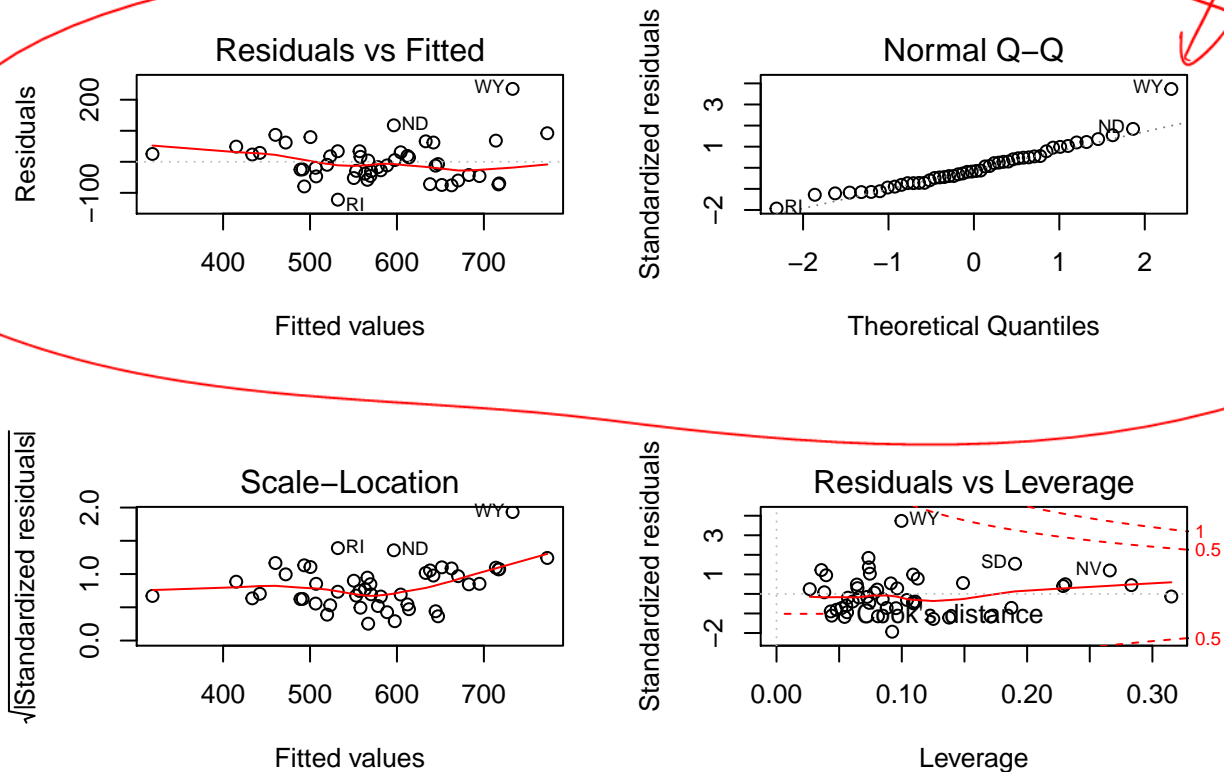 Residuals vs Fitted
Residuals
200
−100
WY
ND
RI
400 500 600 700
Fitted values
Normal Q−Q
Standardized residuals
3
1
−2
WY
ND
RI
−2 −1 0 1 2
Theoretical Quantiles
Scale−Location
√|Standardized residuals|
2.0
1.0
0.0
WY
RI
ND
400 500 600 700
Fitted values
Residuals vs Leverage
Standardized residuals
3
1
−2
WY
SD
NV
Cook's distance
1
0.5
0.5
0.00 0.10 0.20 0.30
Leverage